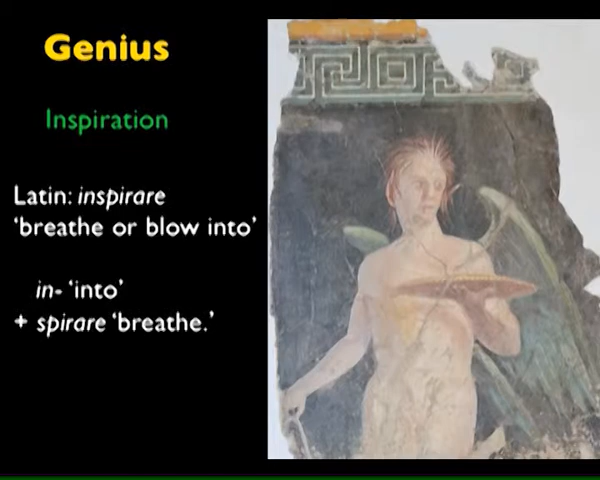 Genius
Inspiration
Latin: inspirare
‘breathe or blow into’
in- ‘into’
+ spirare ‘breathe.’